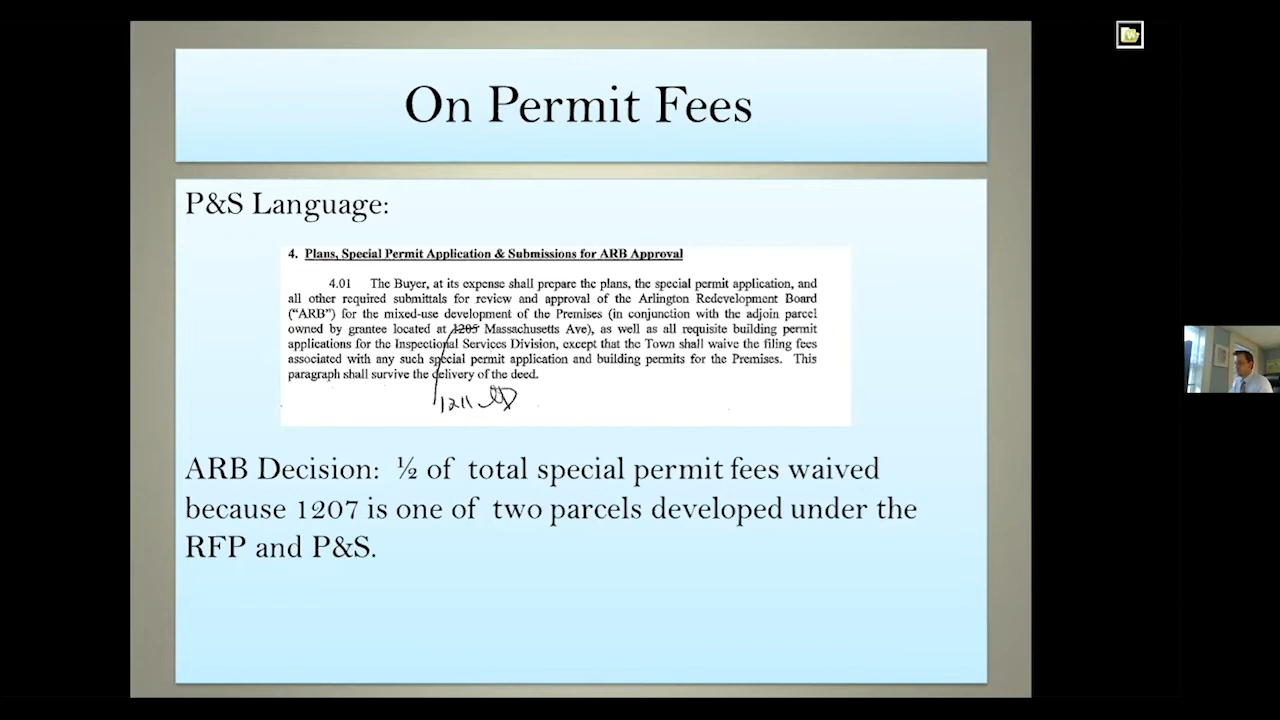 On Permit Fees
P&S Language:
4. Plans, Special Permit Application & Submissions for ARB Approval
4.01 The Buyer, at its expense shall prepare the plans, the special permit application, and
all other required submittals for review and approval of the Arlington Redevelopment Board
("ARB") for the mixed-use development of the Premises (in conjunction with the adjoin parcel
owned by grantee located at 1205 Massachusetts Ave), as well as all requisite building permit
applications for the Inspectional Services Division, except that the Town shall waive the filing fees
associated with any such special permit application and building permits for the Premises. This
paragraph shall survive the delivery of the deed.
1211
ARB Decision: ½ of total special permit fees waived
because 1207 is one of two parcels developed under the
RFP and P&S.